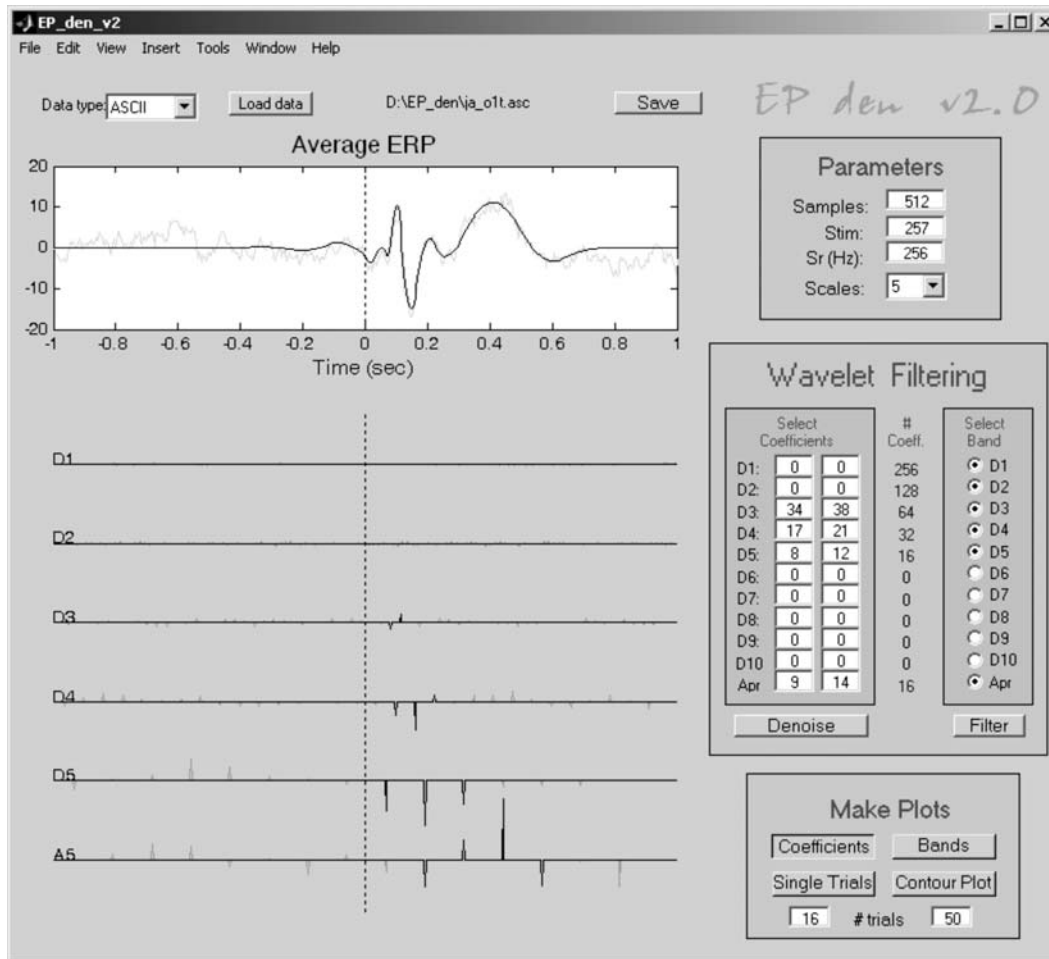 EP_den_v2
File Edit View Insert Tools Window Help
Data type: ASCII Load data D:\EP_den\ja_o1t.asc Save EP den v2.0
Average ERP
20
10
0
-10
-20
-1 -0.8 -0.6 -0.4 -0.2 0 0.2 0.4 0.6 0.8 1
Time (sec)
D1
D2
D3
D4
D5
A5
Parameters
Samples: 512
Stim: 257
Sr (Hz): 256
Scales: 5
Wavelet Filtering
Select Coefficients # Coeff. Select Band
D1: 0 0 256 D1
D2: 0 0 128 D2
D3: 34 38 64 D3
D4: 17 21 32 D4
D5: 8 12 16 D5
D6: 0 0 0 D6
D7: 0 0 0 D7
D8: 0 0 0 D8
D9: 0 0 0 D9
D10 0 0 0 D10
Apr 9 14 16 Apr
Denoise Filter
Make Plots
Coefficients Bands
Single Trials Contour Plot
16 # trials 50